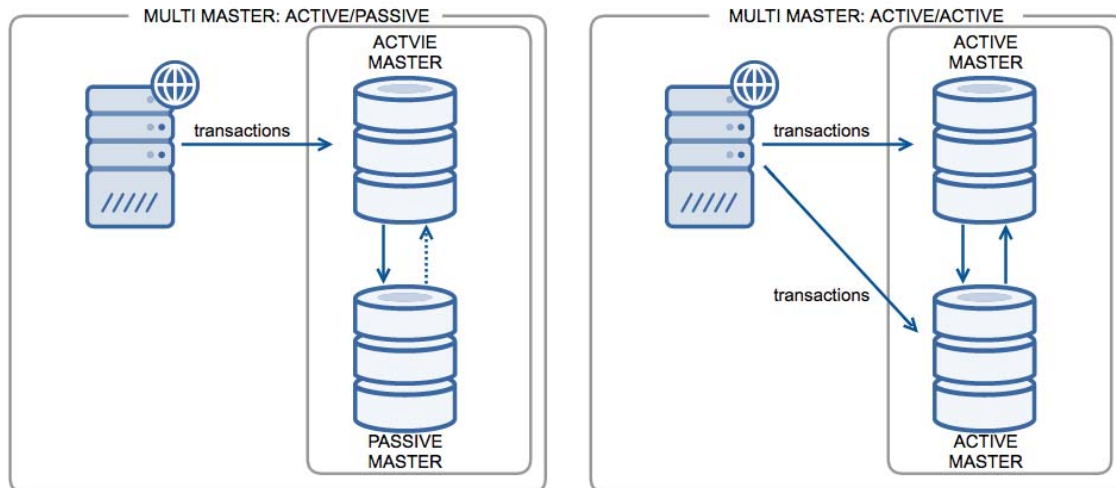 MULTI MASTER: ACTIVE/PASSIVE
ACTVIE
MASTER
transactions
PASSIVE
MASTER
MULTI MASTER: ACTIVE/ACTIVE
ACTIVE
MASTER
transactions
transactions
ACTIVE
MASTER